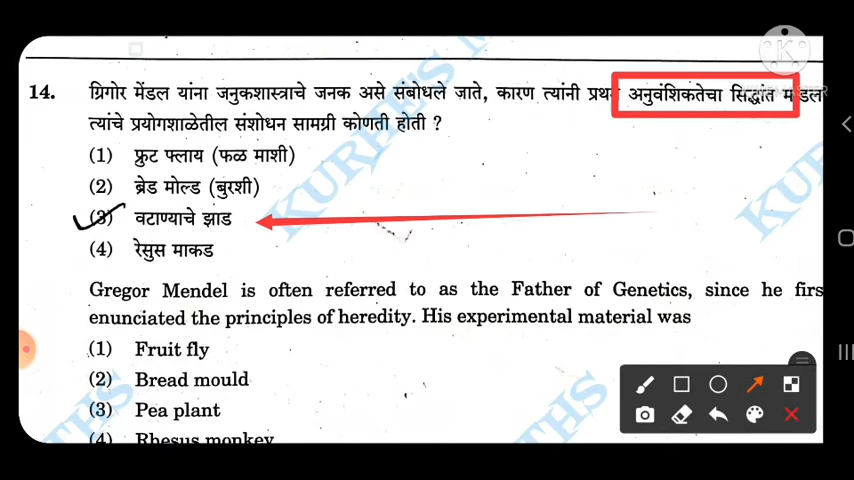 14. ग्रिगोर मेंडल यांना जनुकशास्त्राचे जनक असे संबोधले जाते, कारण त्यांनी प्रथम अनुवंशिकतेचा सिद्धांत मांडला
त्यांचे प्रयोगशाळेतील संशोधन सामग्री कोणती होती ?
(1) फ्रुट फ्लाय (फळ माशी)
(2) ब्रेड मोल्ड (बुरशी)
(3) वटाण्याचे झाड
(4) रेसुस माकड
Gregor Mendel is often referred to as the Father of Genetics, since he firs
enunciated the principles of heredity. His experimental material was
(1) Fruit fly
(2) Bread mould
(3) Pea plant
(4) Rhesus monkey